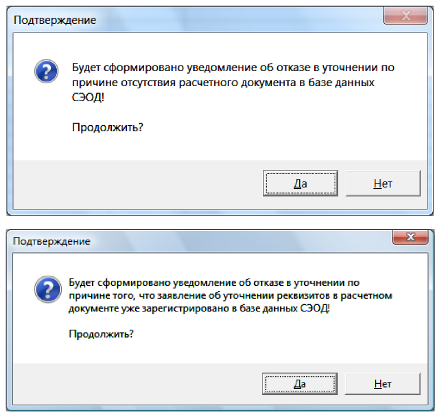 Подтверждение
Будет сформировано уведомление об отказе в уточнении по
причине отсутствия расчетного документа в базе данных
СЭОД!
Продолжить?
Да
Нет
Подтверждение
Будет сформировано уведомление об отказе в уточнении по
причине того, что заявление об уточнении реквизитов в расчетном
документе уже зарегистрировано в базе данных СЭОД!
Продолжить?
Да
Нет